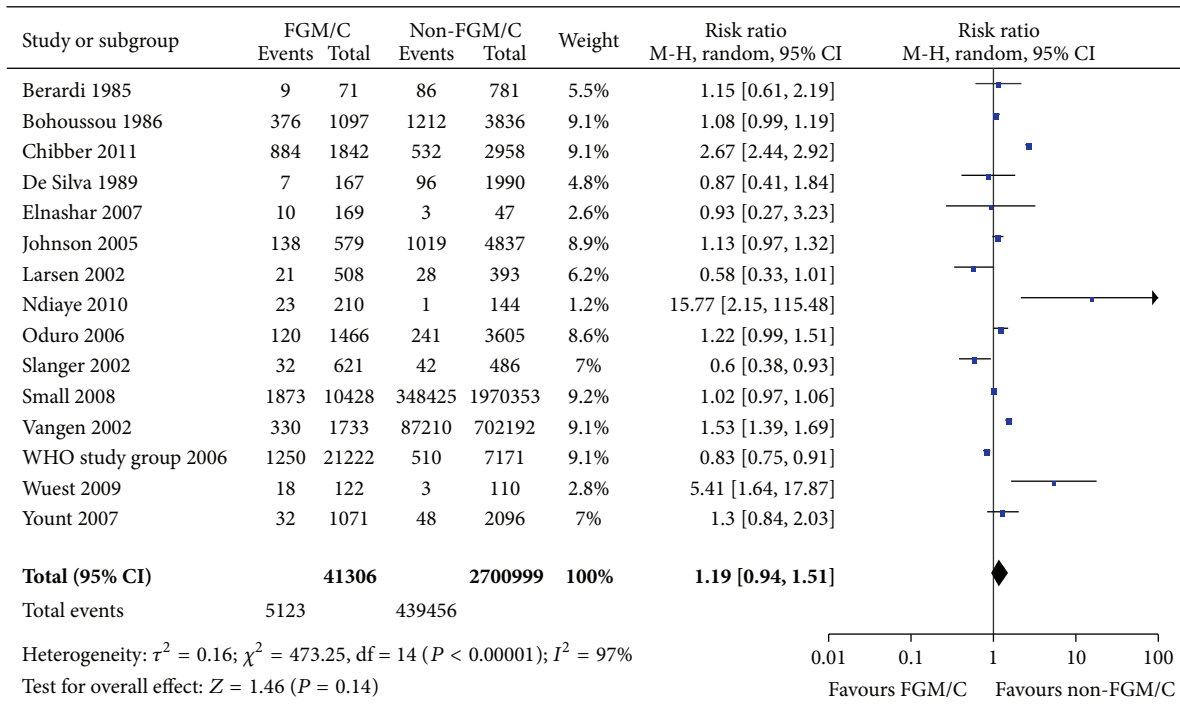 Study or subgroup FGM/C Non-FGM/C Weight Risk ratio Risk ratio
Events Total Events Total M-H, random, 95% CI M-H, random, 95% CI
Berardi 1985 9 71 86 781 5.5% 1.15 [0.61, 2.19]
Bohoussou 1986 376 1097 1212 3836 9.1% 1.08 [0.99, 1.19]
Chibber 2011 884 1842 532 2958 9.1% 2.67 [2.44, 2.92]
De Silva 1989 7 167 96 1990 4.8% 0.87 [0.41, 1.84]
Elnashar 2007 10 169 3 47 2.6% 0.93 [0.27, 3.23]
Johnson 2005 138 579 1019 4837 8.9% 1.13 [0.97, 1.32]
Larsen 2002 21 508 28 393 6.2% 0.58 [0.33, 1.01]
Ndiaye 2010 23 210 1 144 1.2% 15.77 [2.15, 115.48]
Oduro 2006 120 1466 241 3605 8.6% 1.22 [0.99, 1.51]
Slanger 2002 32 621 42 486 7% 0.6 [0.38, 0.93]
Small 2008 1873 10428 348425 1970353 9.2% 1.02 [0.97, 1.06]
Vangen 2002 330 1733 87210 702192 9.1% 1.53 [1.39, 1.69]
WHO study group 2006 1250 21222 510 7171 9.1% 0.83 [0.75, 0.91]
Wuest 2009 18 122 3 110 2.8% 5.41 [1.64, 17.87]
Yount 2007 32 1071 48 2096 7% 1.3 [0.84, 2.03]
Total (95% CI) 41306 2700999 100% 1.19 [0.94, 1.51]
Total events 5123 439456
Heterogeneity: τ² = 0.16; χ² = 473.25, df = 14 (P < 0.00001); I² = 97%
Test for overall effect: Z = 1.46 (P = 0.14)
0.01 0.1 1 10 100
Favours FGM/C Favours non-FGM/C